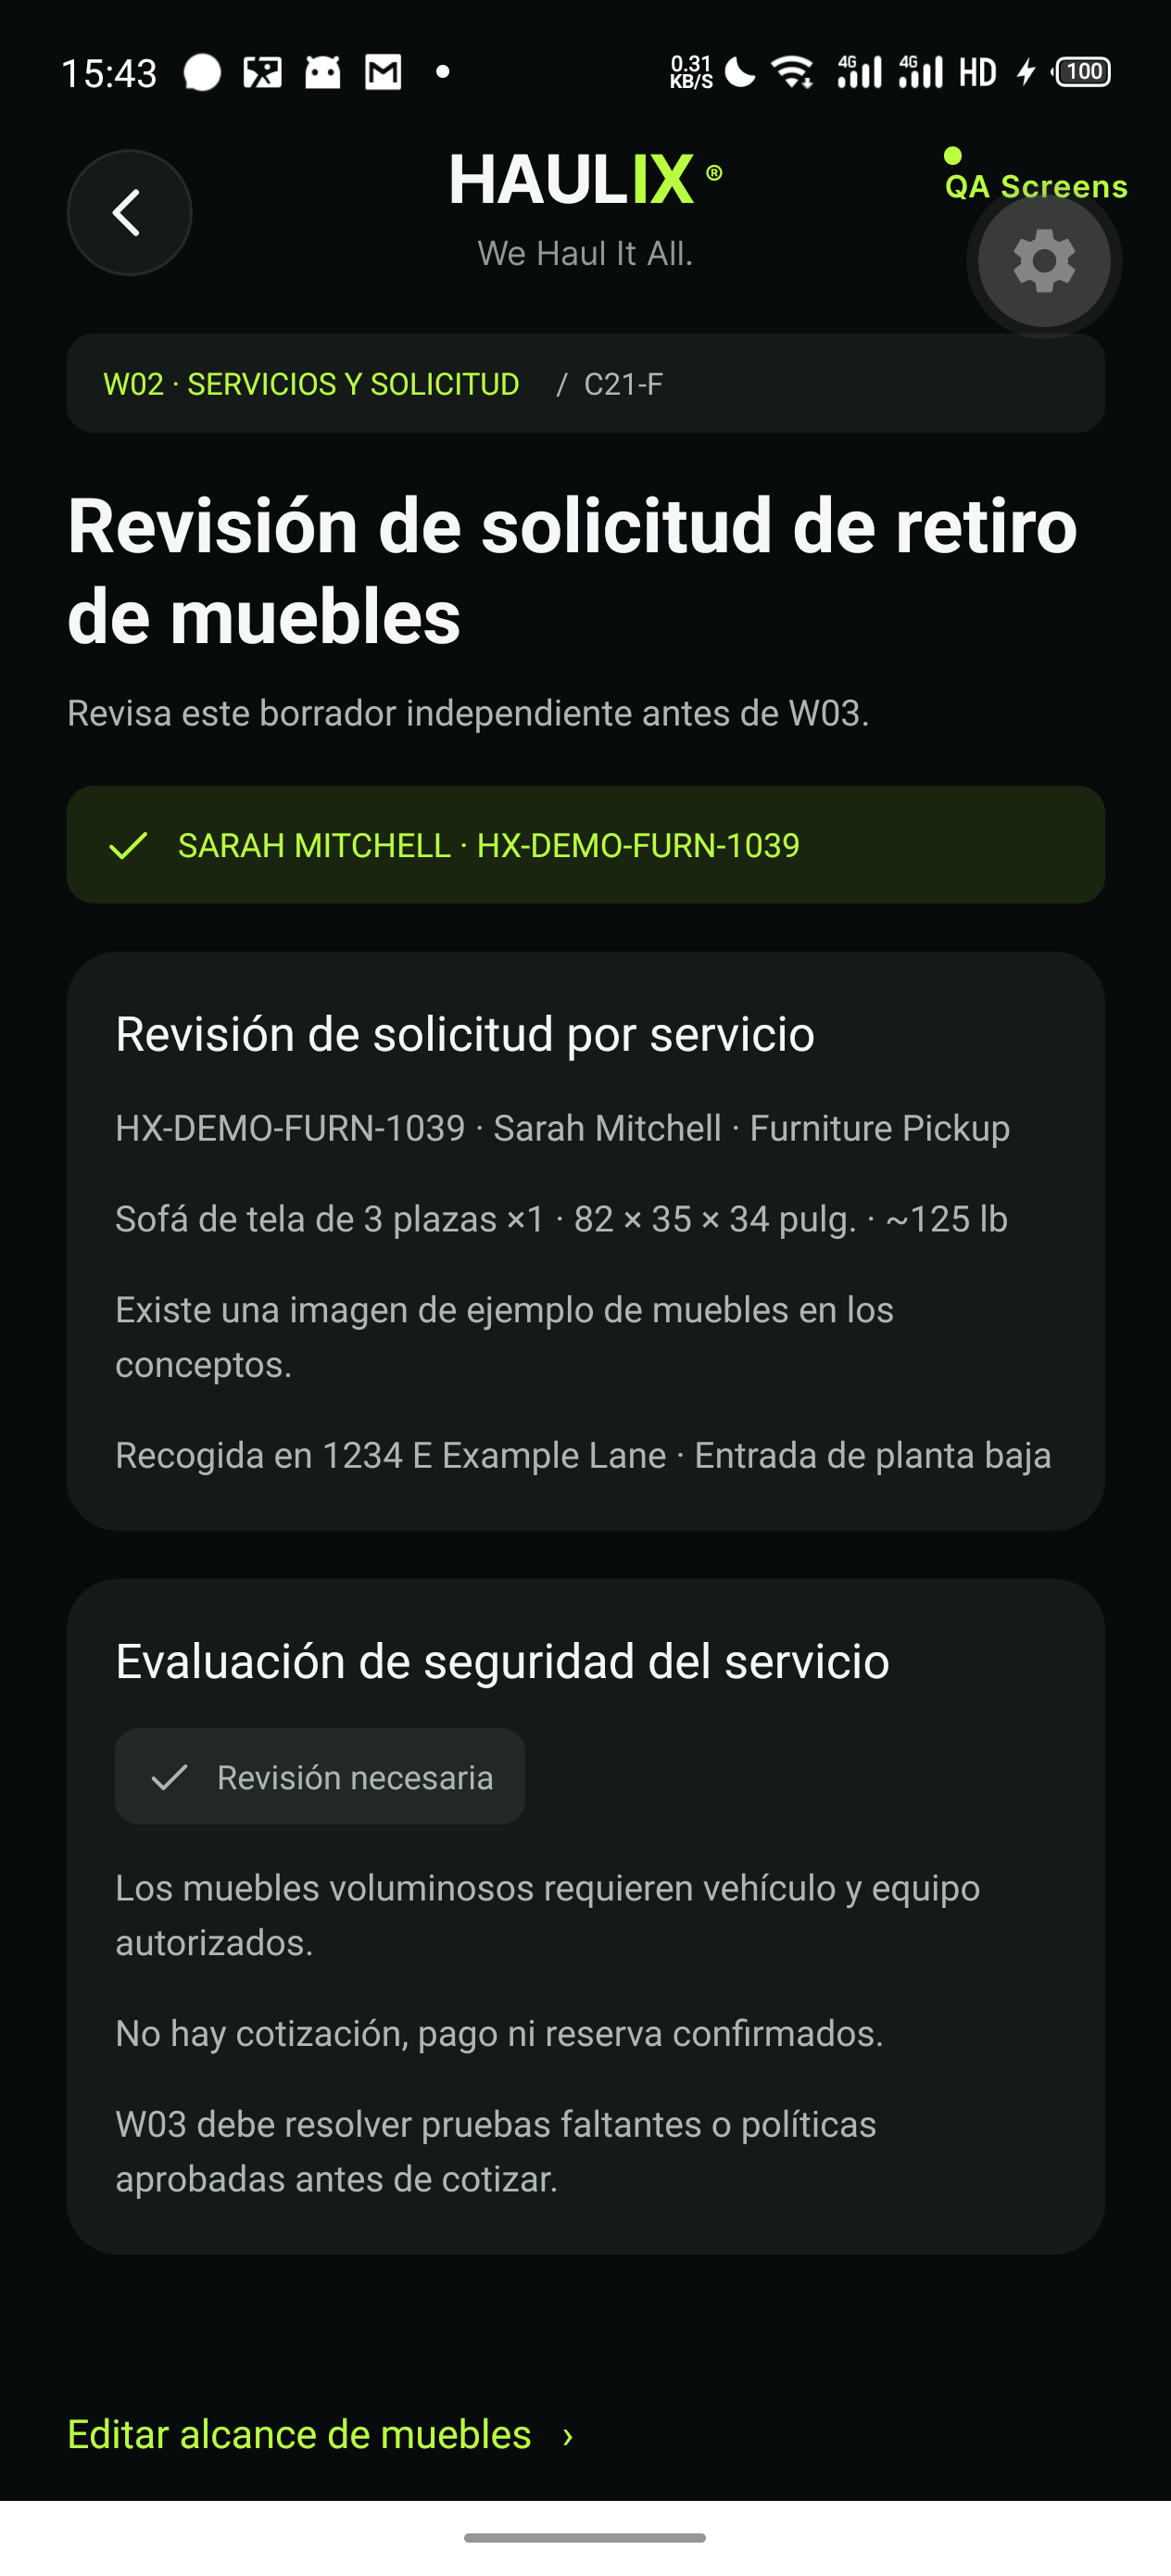 15:43
0.31
KB/S
4G
4G
HD
100
HAULIX®
We Haul It All.
QA Screens
W02 · SERVICIOS Y SOLICITUD / C21-F
Revisión de solicitud de retiro
de muebles
Revisa este borrador independiente antes de W03.
SARAH MITCHELL · HX-DEMO-FURN-1039
Revisión de solicitud por servicio
HX-DEMO-FURN-1039 · Sarah Mitchell · Furniture Pickup
Sofá de tela de 3 plazas ×1 · 82 × 35 × 34 pulg. · ~125 lb
Existe una imagen de ejemplo de muebles en los
conceptos.
Recogida en 1234 E Example Lane · Entrada de planta baja
Evaluación de seguridad del servicio
Revisión necesaria
Los muebles voluminosos requieren vehículo y equipo
autorizados.
No hay cotización, pago ni reserva confirmados.
W03 debe resolver pruebas faltantes o políticas
aprobadas antes de cotizar.
Editar alcance de muebles ›